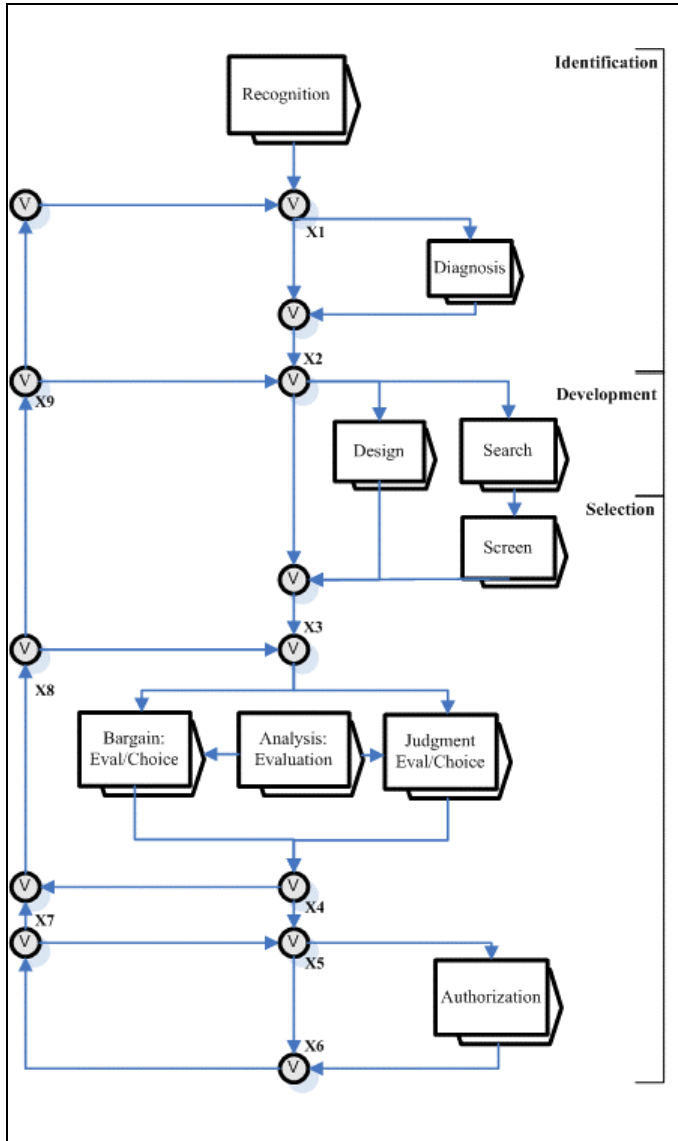 Identification
Recognition
V
V
X1
Diagnosis
V
X2
V
V
X9
Development
Design
Search
Selection
Screen
V
X3
V
V
X8
Bargain:
Eval/Choice
Analysis:
Evaluation
Judgment
Eval/Choice
V
V
X4
X7
V
V
X5
Authorization
X6
V